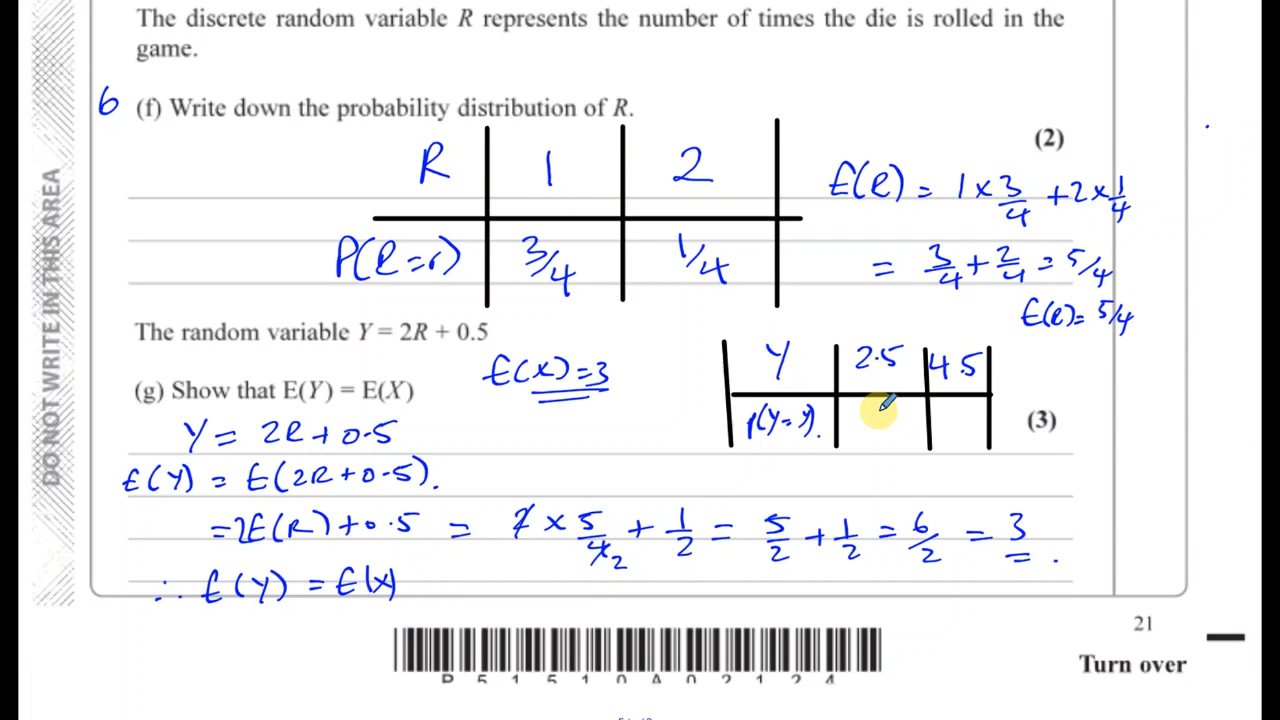 The discrete random variable R represents the number of times the die is rolled in the
game.
6 (f) Write down the probability distribution of R.
(2)
R 1 2
P(R=r) 3/4 1/4
E(R) = 1 × 3/4 + 2 × 1/4
= 3/4 + 2/4 = 5/4
E(R) = 5/4
The random variable Y = 2R + 0.5
E(X) = 3
(g) Show that E(Y) = E(X)
Y 2.5 4.5
P(Y=y).
(3)
Y = 2R + 0.5
E(Y) = E(2R + 0.5).
= 2E(R) + 0.5 = 2 × 5/4 2 + 1/2 = 5/2 + 1/2 = 6/2 = 3.
∴ E(Y) = E(X)
DO NOT WRITE IN THIS AREA
21
Turn over
P51510A02124